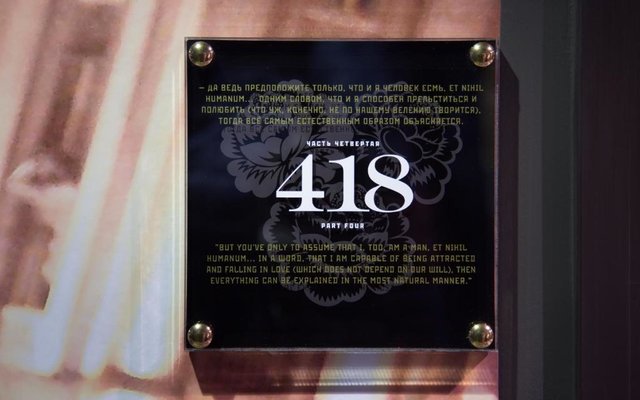 — ДА ВЕДЬ ПРЕДПОЛОЖИТЕ ТОЛЬКО, ЧТО И Я ЧЕЛОВЕК ЕСМЬ, ET NIHIL
HUMANUM... ОДНИМ СЛОВОМ, ЧТО И Я СПОСОБЕН ПРЕЛЬСТИТЬСЯ И
ПОЛЮБИТЬ (ЧТО УЖ, КОНЕЧНО, НЕ ПО НАШЕМУ ВЕЛЕНИЮ ТВОРИТСЯ),
ТОГДА ВСЁ САМЫМ ЕСТЕСТВЕННЫМ ОБРАЗОМ ОБЪЯСНЯЕТСЯ.
ЧАСТЬ ЧЕТВЕРТАЯ
418
PART FOUR
"BUT YOU'VE ONLY TO ASSUME THAT I, TOO, AM A MAN, ET NIHIL
HUMANUM... IN A WORD, THAT I AM CAPABLE OF BEING ATTRACTED
AND FALLING IN LOVE (WHICH DOES NOT DEPEND ON OUR WILL), THEN
EVERYTHING CAN BE EXPLAINED IN THE MOST NATURAL MANNER."